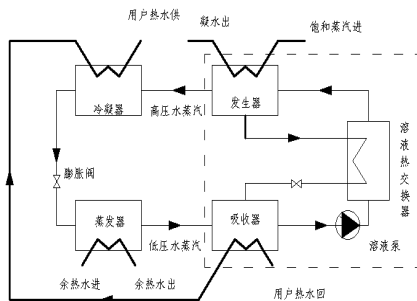 用户热水供
凝水出
饱和蒸汽进
冷凝器
高压水蒸汽
发生器
溶液热交换器
膨胀阀
蒸发器
低压水蒸汽
吸收器
溶液泵
余热水进
余热水出
用户热水回